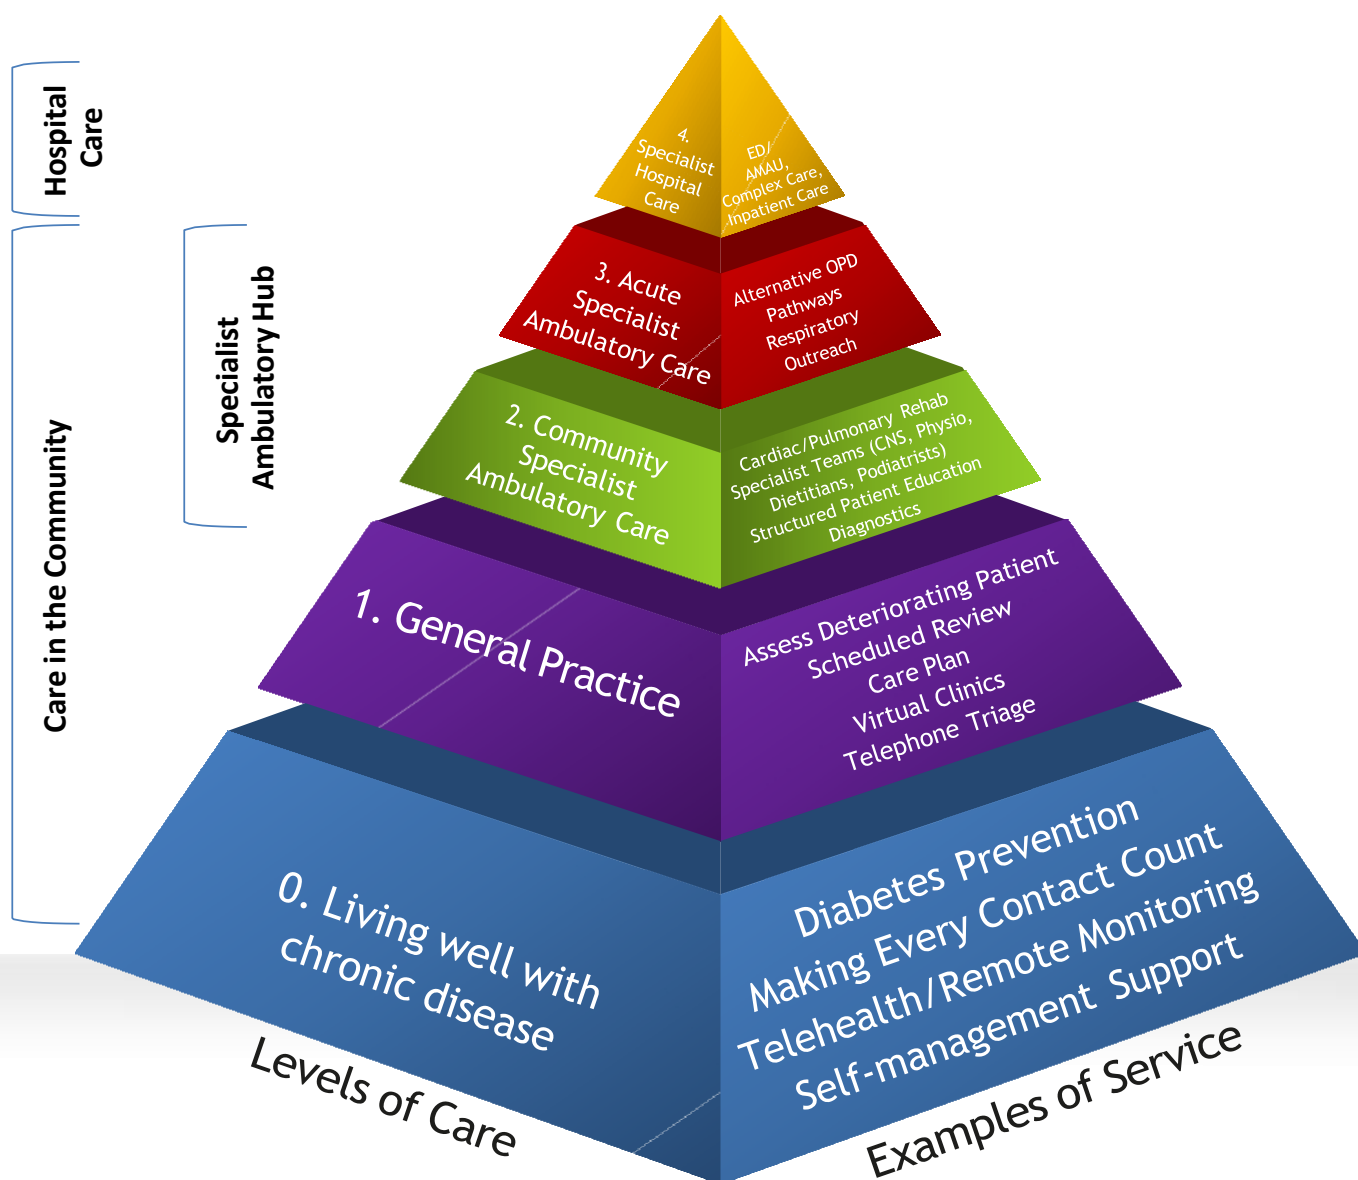 Hospital
Care
Specialist
Ambulatory Hub
Care in the Community
4.
Specialist
Hospital
Care
ED/
AMAU,
Complex Care,
Inpatient Care
3. Acute
Specialist
Ambulatory Care
Alternative OPD
Pathways
Respiratory
Outreach
2. Community
Specialist
Ambulatory Care
Cardiac/Pulmonary Rehab
Specialist Teams (CNS, Physio,
Dietitians, Podiatrists)
Structured Patient Education
Diagnostics
1. General Practice
Assess Deteriorating Patient
Scheduled Review
Care Plan
Virtual Clinics
Telephone Triage
0. Living well with
chronic disease
Diabetes Prevention
Making Every Contact Count
Telehealth/Remote Monitoring
Self-management Support
Levels of Care
Examples of Service